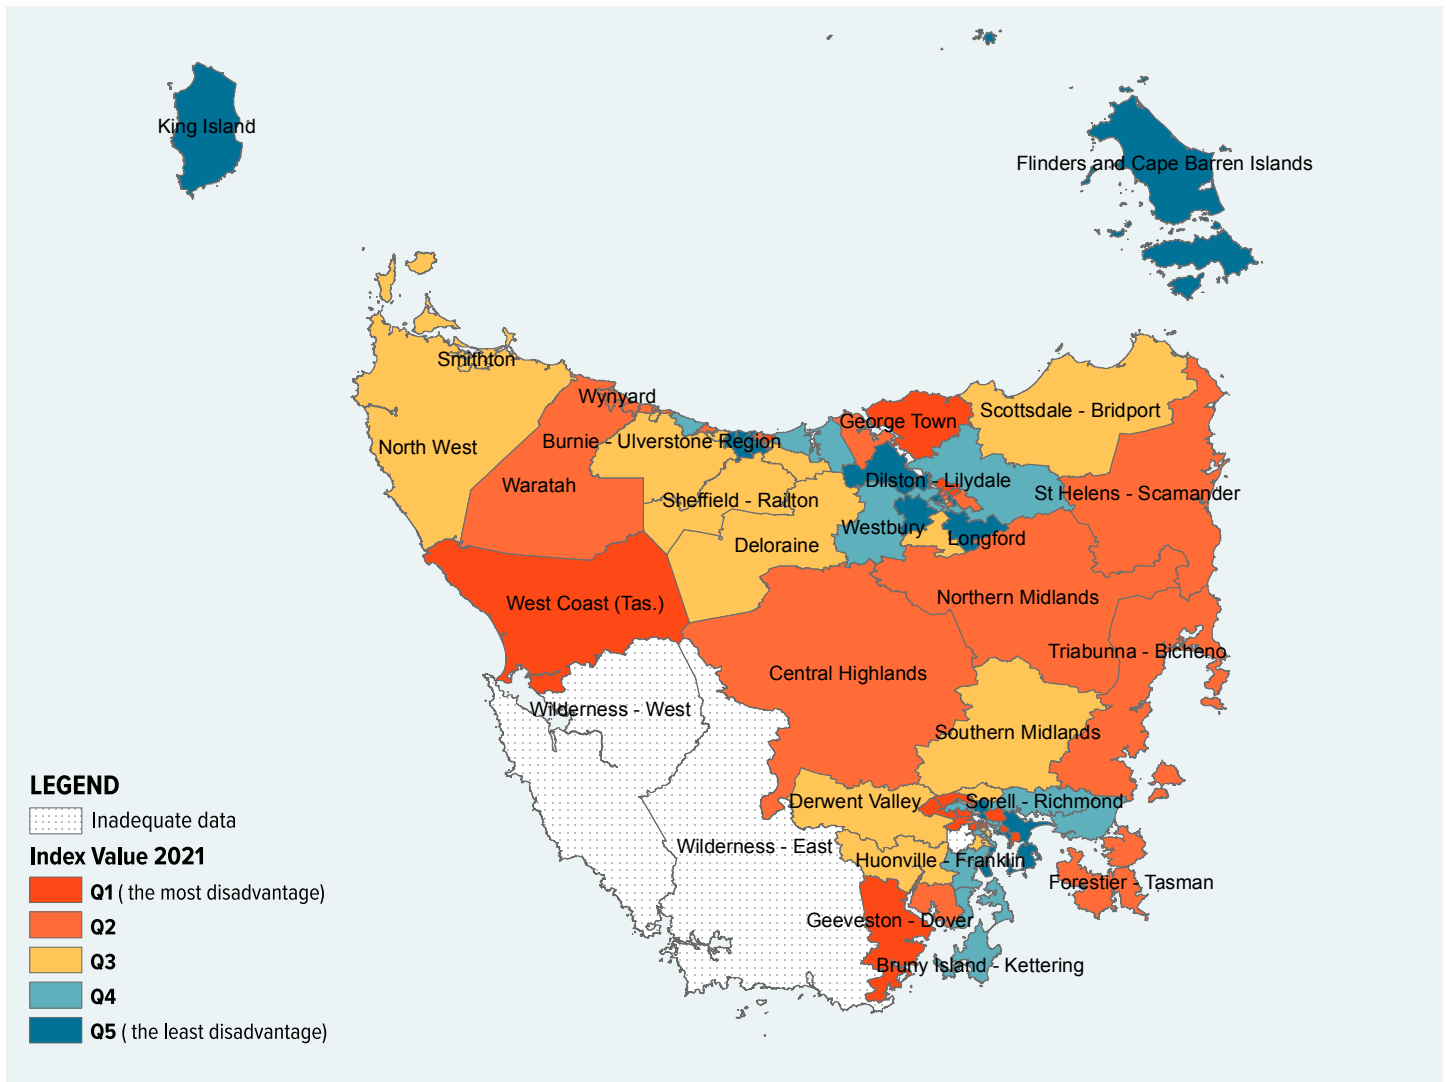 King Island
Flinders and Cape Barren Islands
Smithton
Wynyard
Scottsdale - Bridport
George Town
North West
Burnie - Ulverstone Region
Dilston - Lilydale
Waratah
St Helens - Scamander
Sheffield - Railton
Westbury
Longford
Deloraine
Northern Midlands
West Coast (Tas.)
Triabunna - Bicheno
Central Highlands
Wilderness - West
Southern Midlands
Derwent Valley
Sorell - Richmond
Wilderness - East
Huonville - Franklin
Forestier - Tasman
Geeveston - Dover
Bruny Island - Kettering
LEGEND
Inadequate data
Index Value 2021
Q1 ( the most disadvantage)
Q2
Q3
Q4
Q5 ( the least disadvantage)